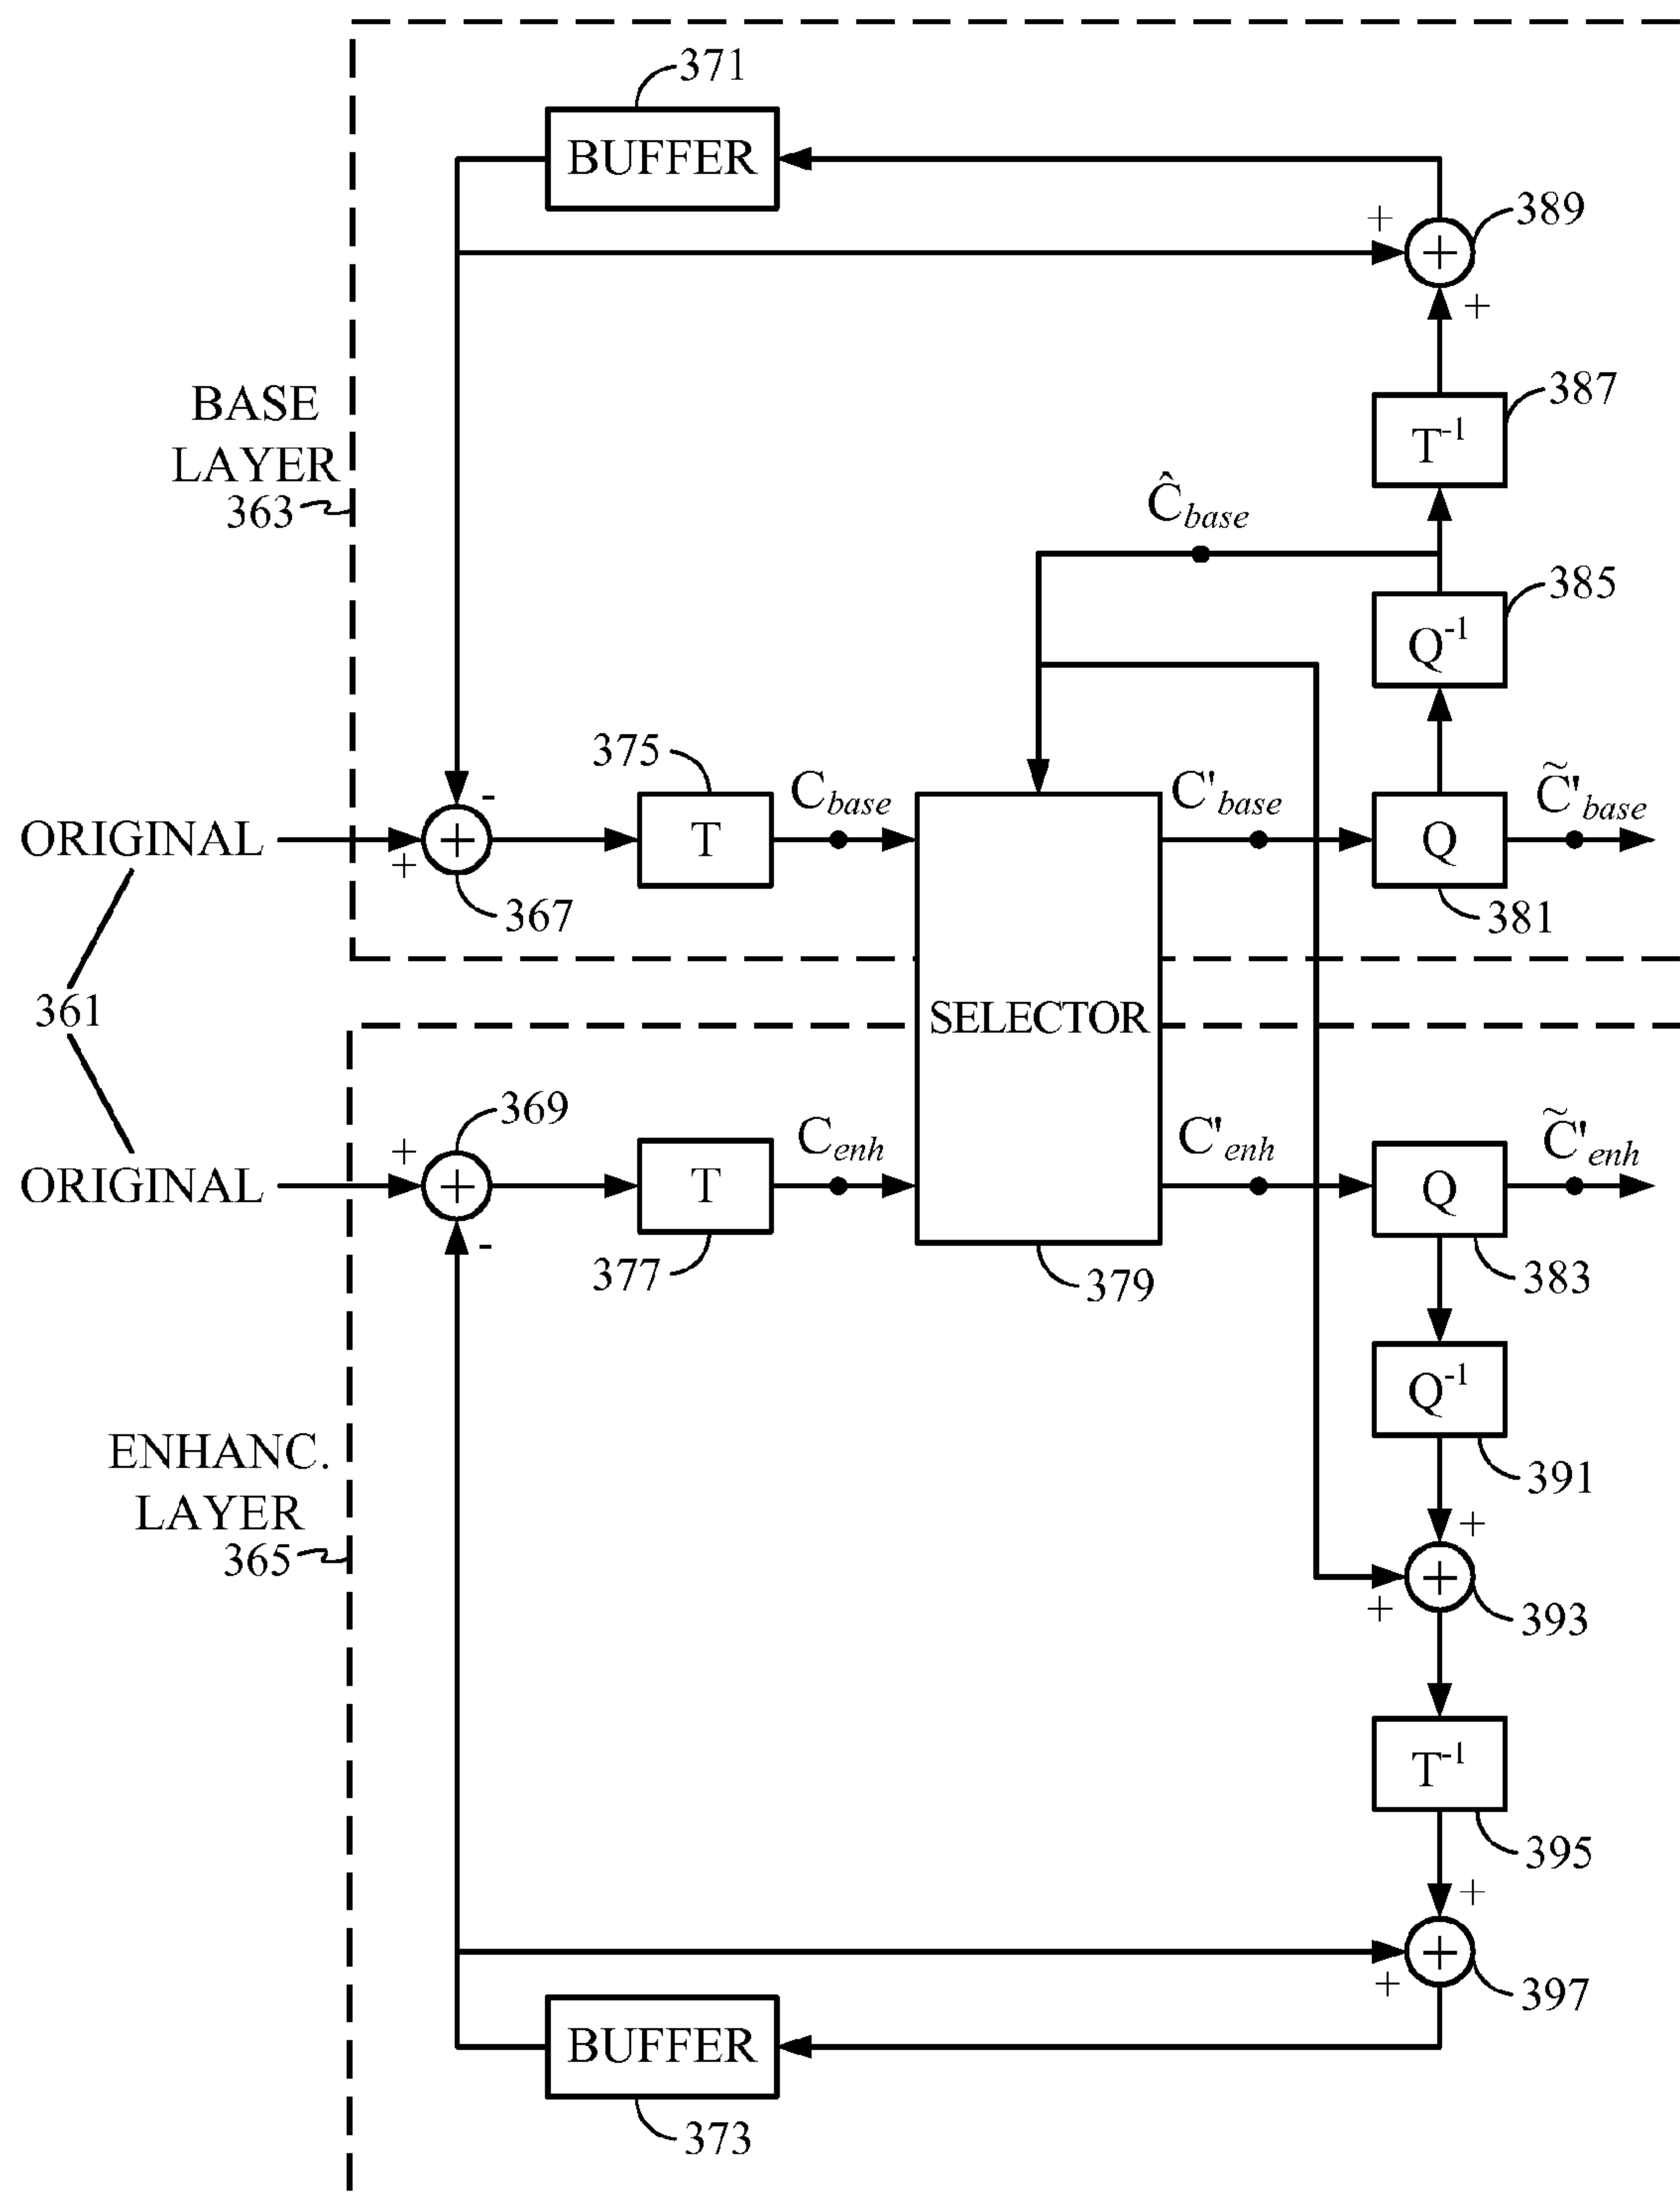 371
BUFFER
+
389
+
+
BASE
LAYER
363
387
T⁻¹
Ĉbase
385
Q⁻¹
375
-
Cbase
C'base
C̃'base
ORIGINAL
+
+
T
Q
367
381
361
SELECTOR
369
+
Cenh
C'enh
C̃'enh
ORIGINAL
+
T
Q
-
377
379
383
Q⁻¹
391
ENHANC.
LAYER
365
+
+
+
393
T⁻¹
395
+
+
+
397
BUFFER
373